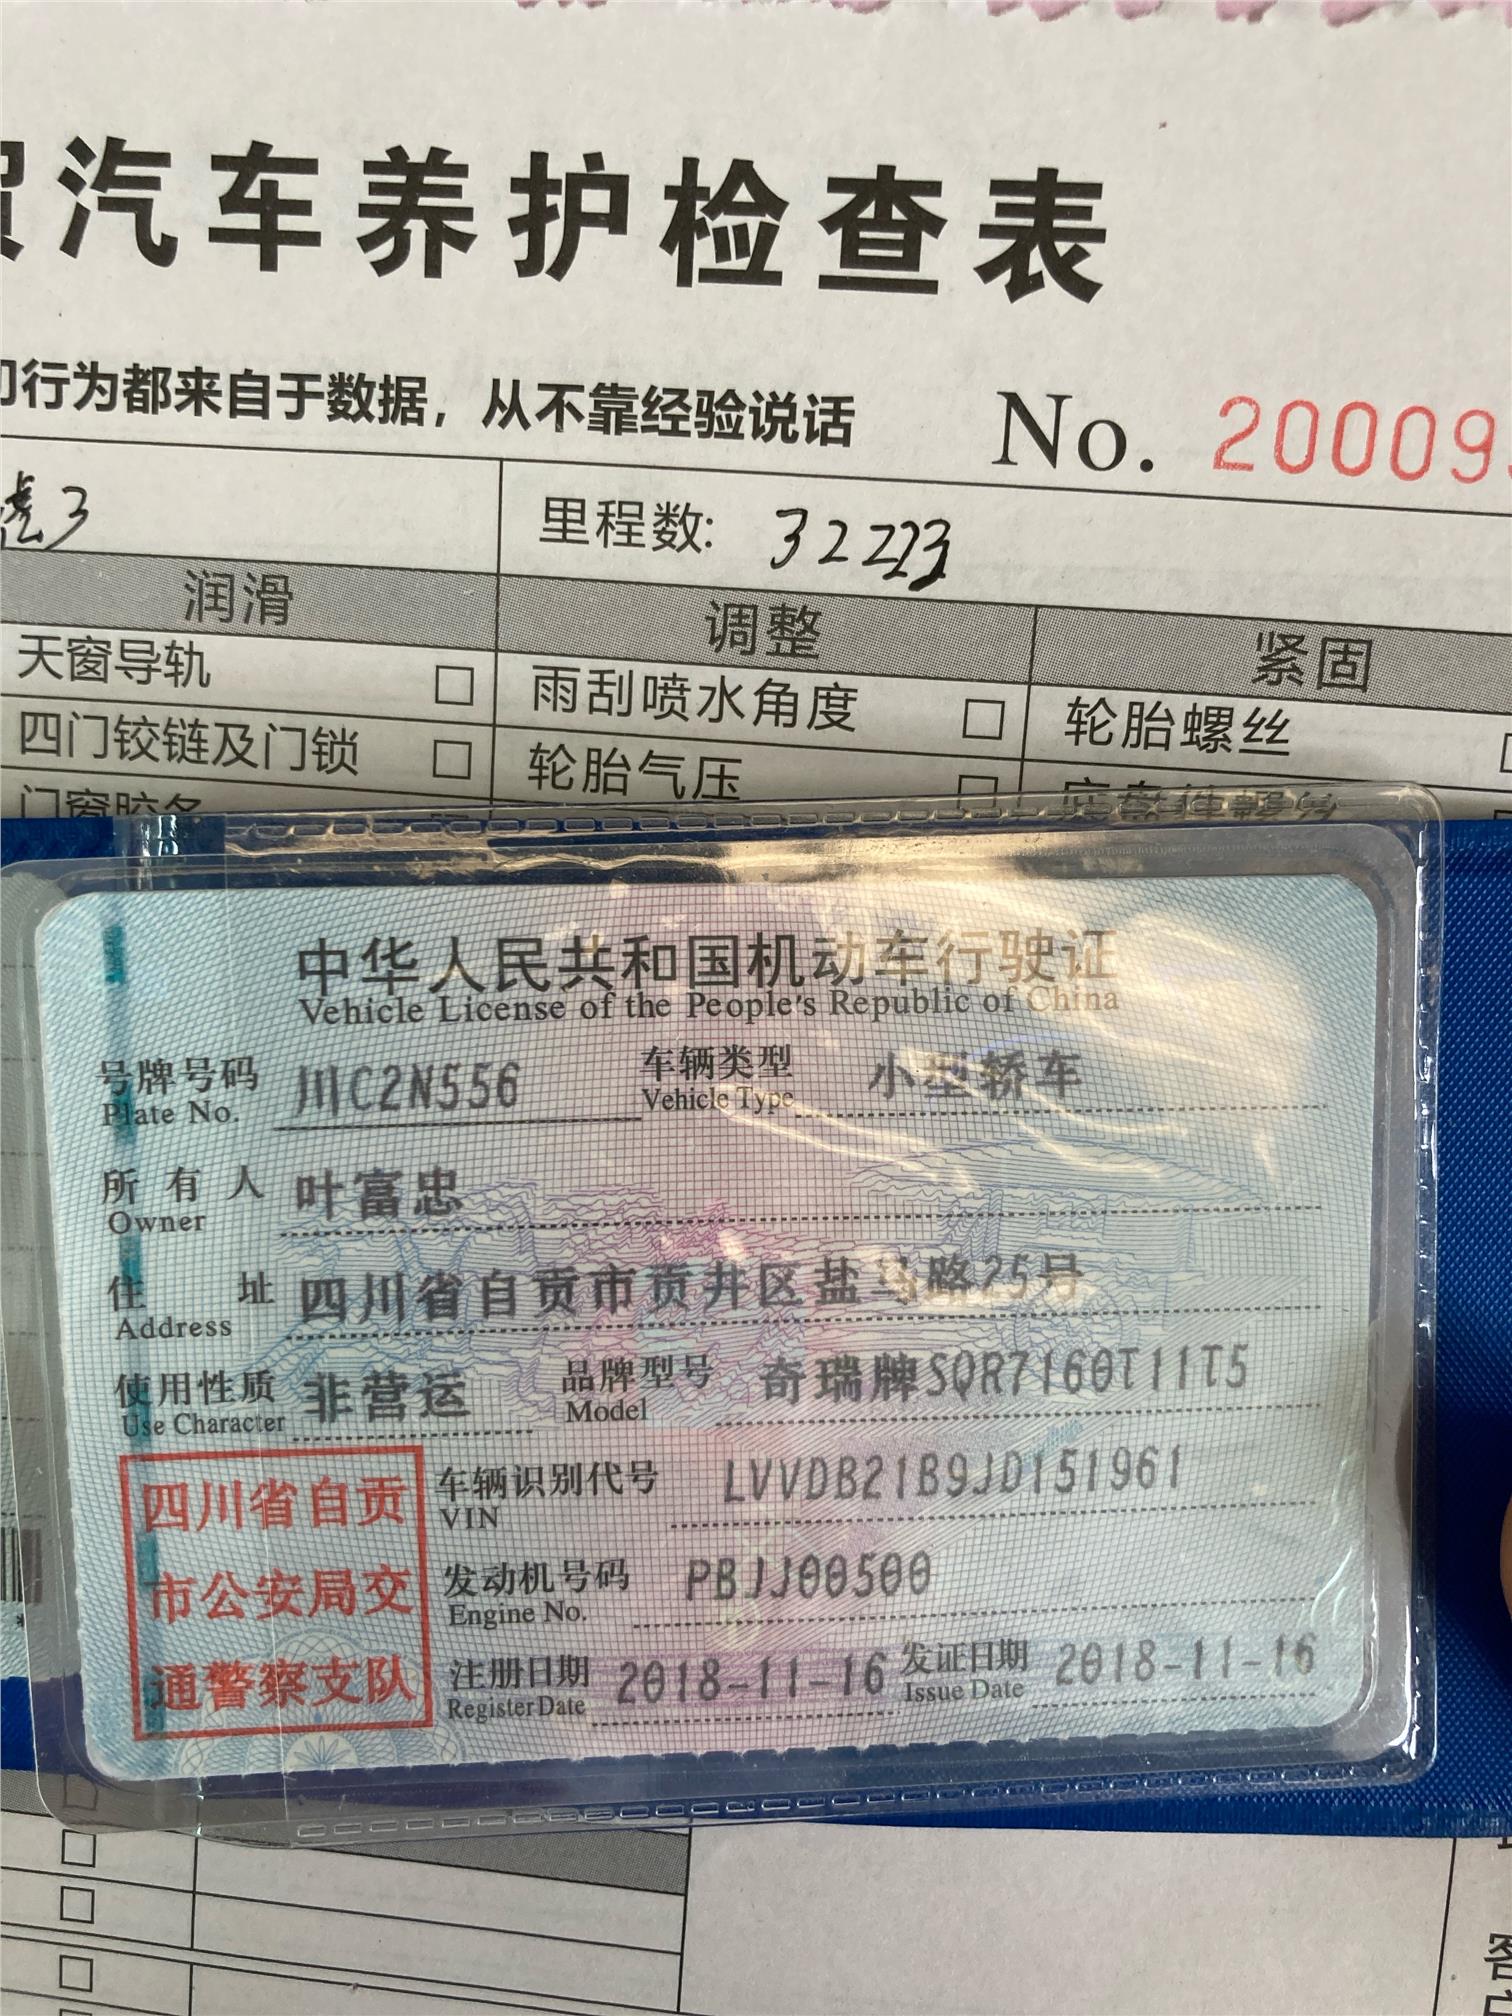 汽车养护检查表
行为都来自于数据，从不靠经验说话 No. 20009
虎3 里程数: 32223
润滑 调整 紧固
天窗导轨 □ 雨刮喷水角度 □ 轮胎螺丝
四门铰链及门锁 □ 轮胎气压 □
门窗胶条
中华人民共和国机动车行驶证
Vehicle License of the People's Republic of China
号牌号码 川C2N556 车辆类型 小型轿车
Plate No. Vehicle Type
所有人 叶富忠
Owner
住址 四川省自贡市贡井区盐马路25号
Address
使用性质 非营运 品牌型号 奇瑞牌SQR7160T11T5
Use Character Model
四川省自贡
市公安局交
通警察支队
车辆识别代号 LVVDB21B9JD151961
VIN
发动机号码 PBJJ00500
Engine No.
注册日期 2018-11-16 发证日期 2018-11-16
Register Date Issue Date